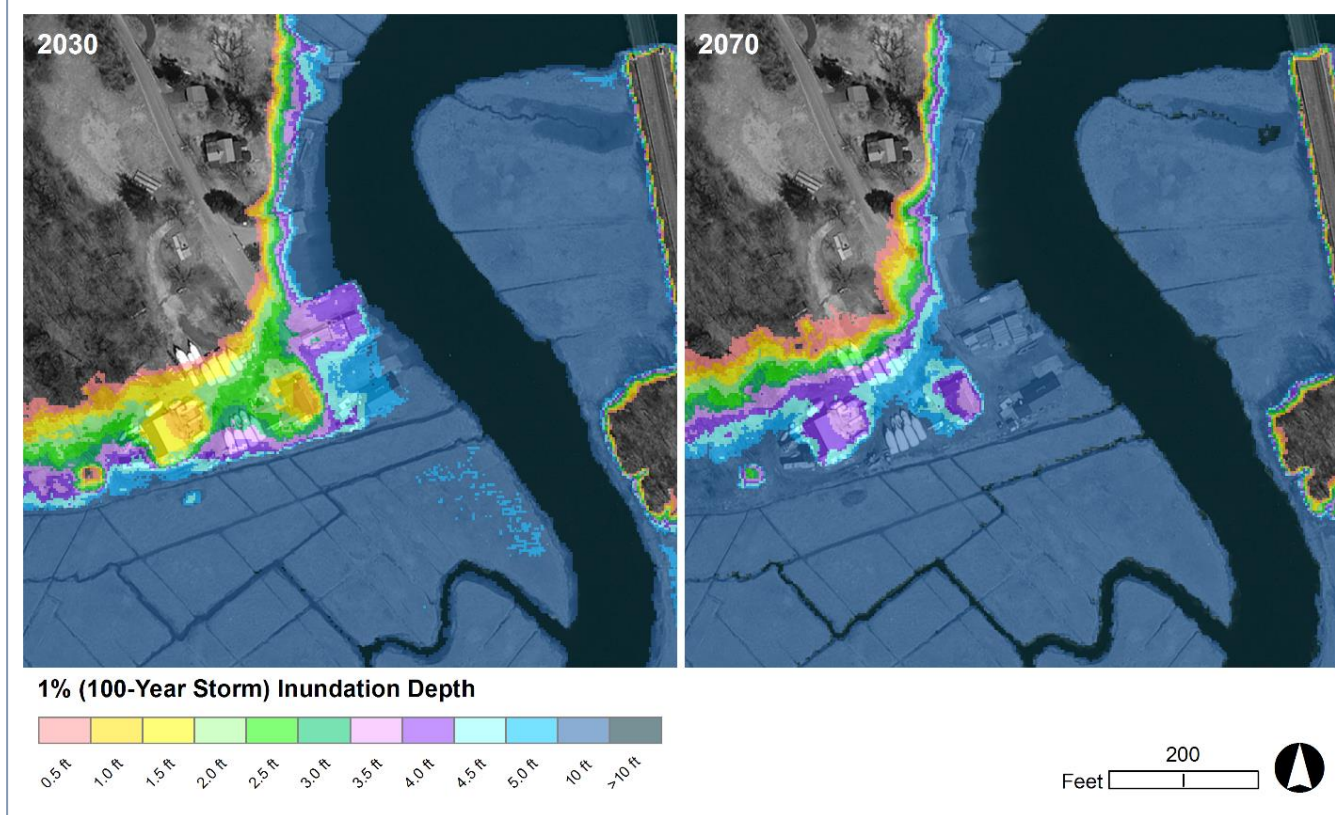 2030
2070
1% (100-Year Storm) Inundation Depth
0.5 ft
1.0 ft
1.5 ft
2.0 ft
2.5 ft
3.0 ft
3.5 ft
4.0 ft
4.5 ft
5.0 ft
10 ft
>10 ft
200
Feet